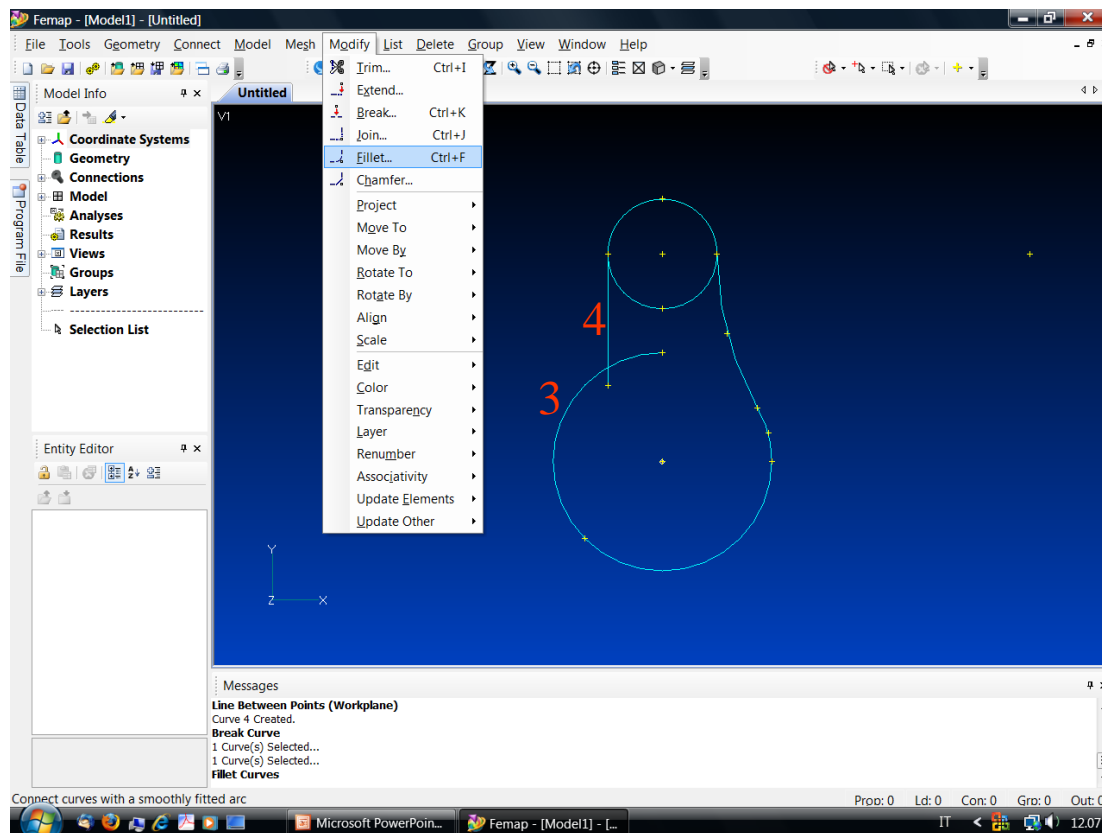 Femap - [Model1] - [Untitled]
File Tools Geometry Connect Model Mesh Modify List Delete Group View Window Help
Model Info
Untitled
Data Table
Program File
V1
Coordinate Systems
Geometry
Connections
Model
Analyses
Results
Views
Groups
Layers
Selection List
Trim... Ctrl+I
Extend...
Break... Ctrl+K
Join... Ctrl+J
Fillet... Ctrl+F
Chamfer...
Project
Move To
Move By
Rotate To
Rotate By
Align
Scale
Edit
Color
Transparency
Layer
Renumber
Associativity
Update Elements
Update Other
4
3
Y
Z X
Entity Editor
Messages
Line Between Points (Workplane)
Curve 4 Created.
Break Curve
1 Curve(s) Selected...
1 Curve(s) Selected...
Fillet Curves
Connect curves with a smoothly fitted arc
Prop: 0 Ld: 0 Con: 0 Grp: 0 Out: 0
Microsoft PowerPoin... Femap - [Model1] - [... IT 12.07